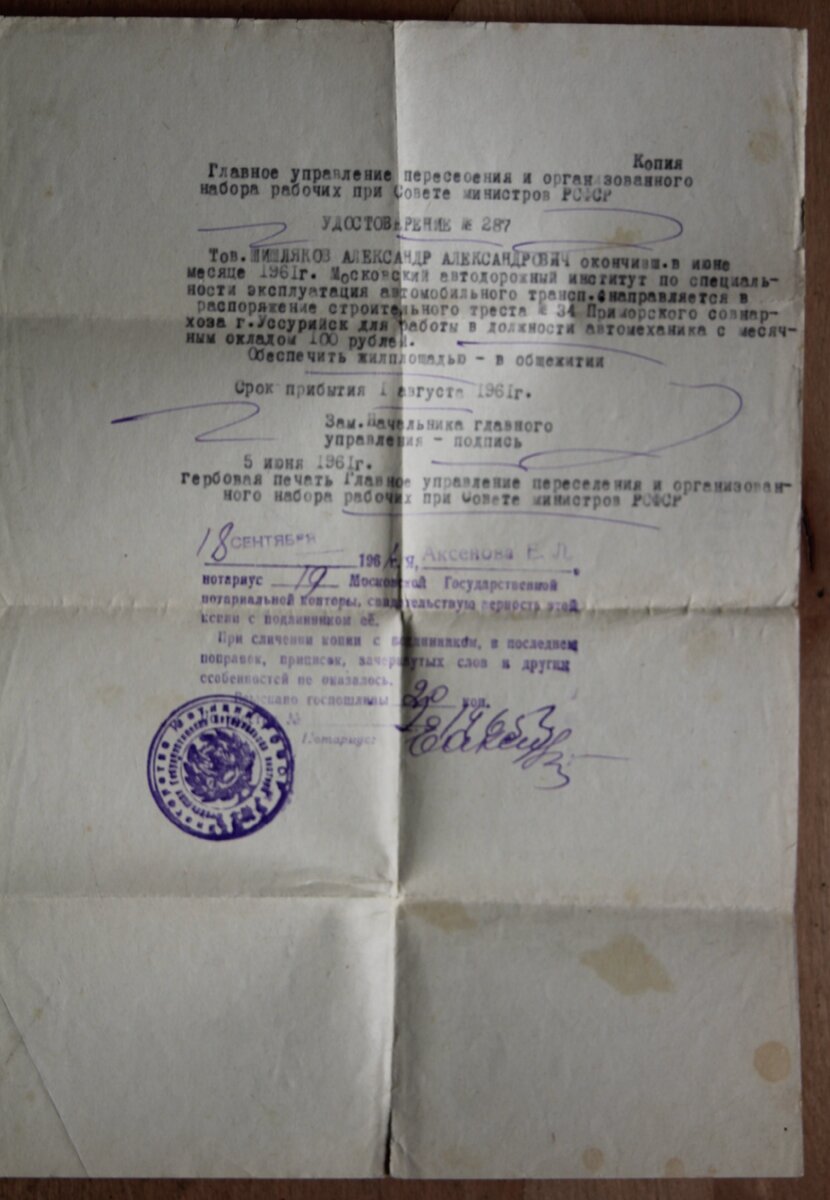 Копия
Главное управление пересеоения и организованного
набора рабочих при Совете министров РСФСР
УДОСТОВЕРЕНИЕ № 287
Тов. ШИШЛЯКОВ АЛЕКСАНДР АЛЕКСАНДРОВИЧ окончивш.в июне
месяце 1961г. Московский автодорожный институт по специаль-
ности эксплуатация автомобильного трансп. направляется в
распоряжение строительного треста № 34 Приморского совнар-
хоза г.Уссурийск для работы в должности автомеханика с месяч-
ным окладом 100 рублей.
Обеспечить жилплощадью - в общежитии
Срок прибытия 1 августа 1961г.
Зам.Начальника главного
управления - подпись
5 июня 1961г.
гербовая печать Главное управление переселения и организован-
ного набора рабочих при Совете министров РСФСР
18 СЕНТЯБРЯ
196 г. Я, Аксенова Е. Л.
нотариус 19 Московской Государственной
нотариальной конторы, свидетельствую верность этой
копии с подлинником её.
При сличении копии с подлинником, в последнем
поправок, приписок, зачеркнутых слов и других
особенностей не оказалось.
Взыскано госпошлины 20 коп.
№
Нотариус